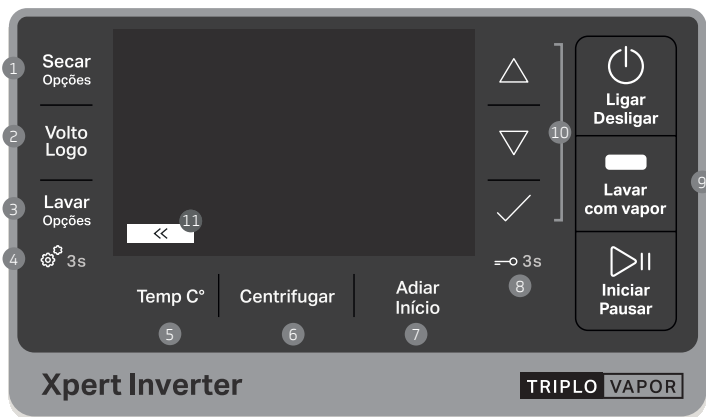 1
Secar
Opções
2
Volto
Logo
3
Lavar
Opções
4
3s
11
<<
Temp C°
5
Centrifugar
6
Adiar
Início
7
10
3s
8
Ligar
Desligar
Lavar
com vapor
9
Iniciar
Pausar
Xpert Inverter
TRIPLO VAPOR